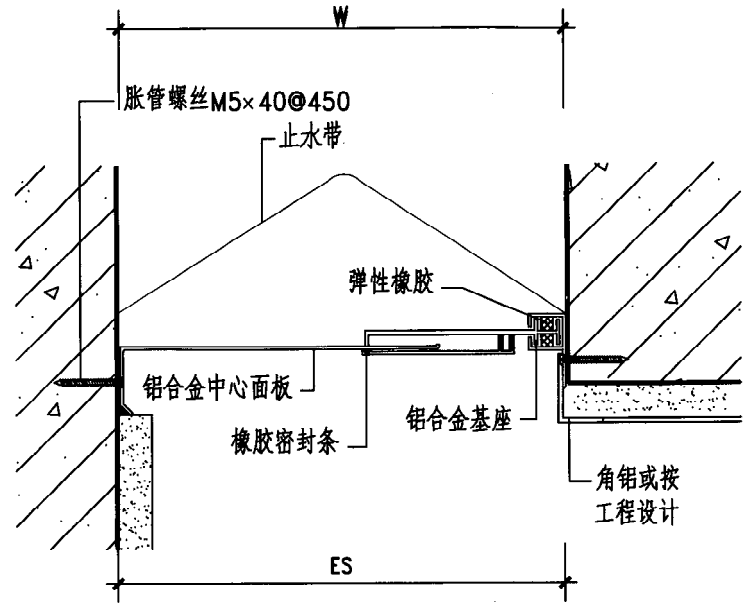 W
胀管螺丝M5×40@450
止水带
弹性橡胶
铝合金中心面板
铝合金基座
橡胶密封条
角铝或按
工程设计
ES